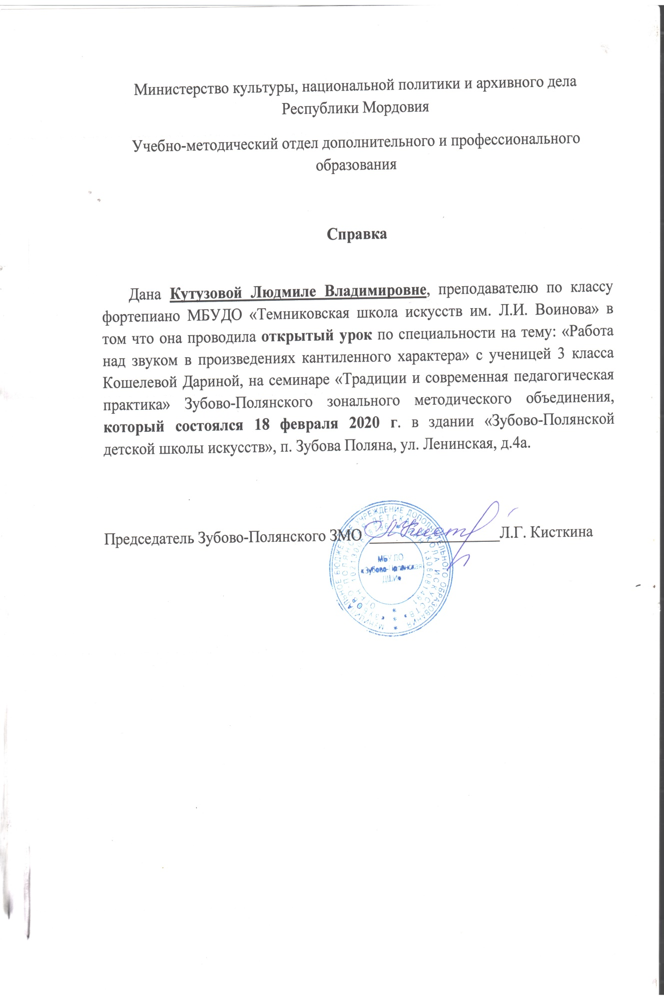 Министерство культуры, национальной политики и архивного дела
Республики Мордовия
Учебно-методический отдел дополнительного и профессионального
образования
Справка
Дана Кутузовой Людмиле Владимировне, преподавателю по классу
фортепиано МБУДО «Темниковская школа искусств им. Л.И. Воинова» в
том что она проводила открытый урок по специальности на тему: «Работа
над звуком в произведениях кантиленного характера» с ученицей 3 класса
Кошелевой Дариной, на семинаре «Традиции и современная педагогическая
практика» Зубово-Полянского зонального методического объединения,
который состоялся 18 февраля 2020 г. в здании «Зубово-Полянской
детской школы искусств», п. Зубова Поляна, ул. Ленинская, д.4а.
Председатель Зубово-Полянского ЗМО Л.Г. Кисткина
МБУДО
«Зубово-Полянская
ДШИ»